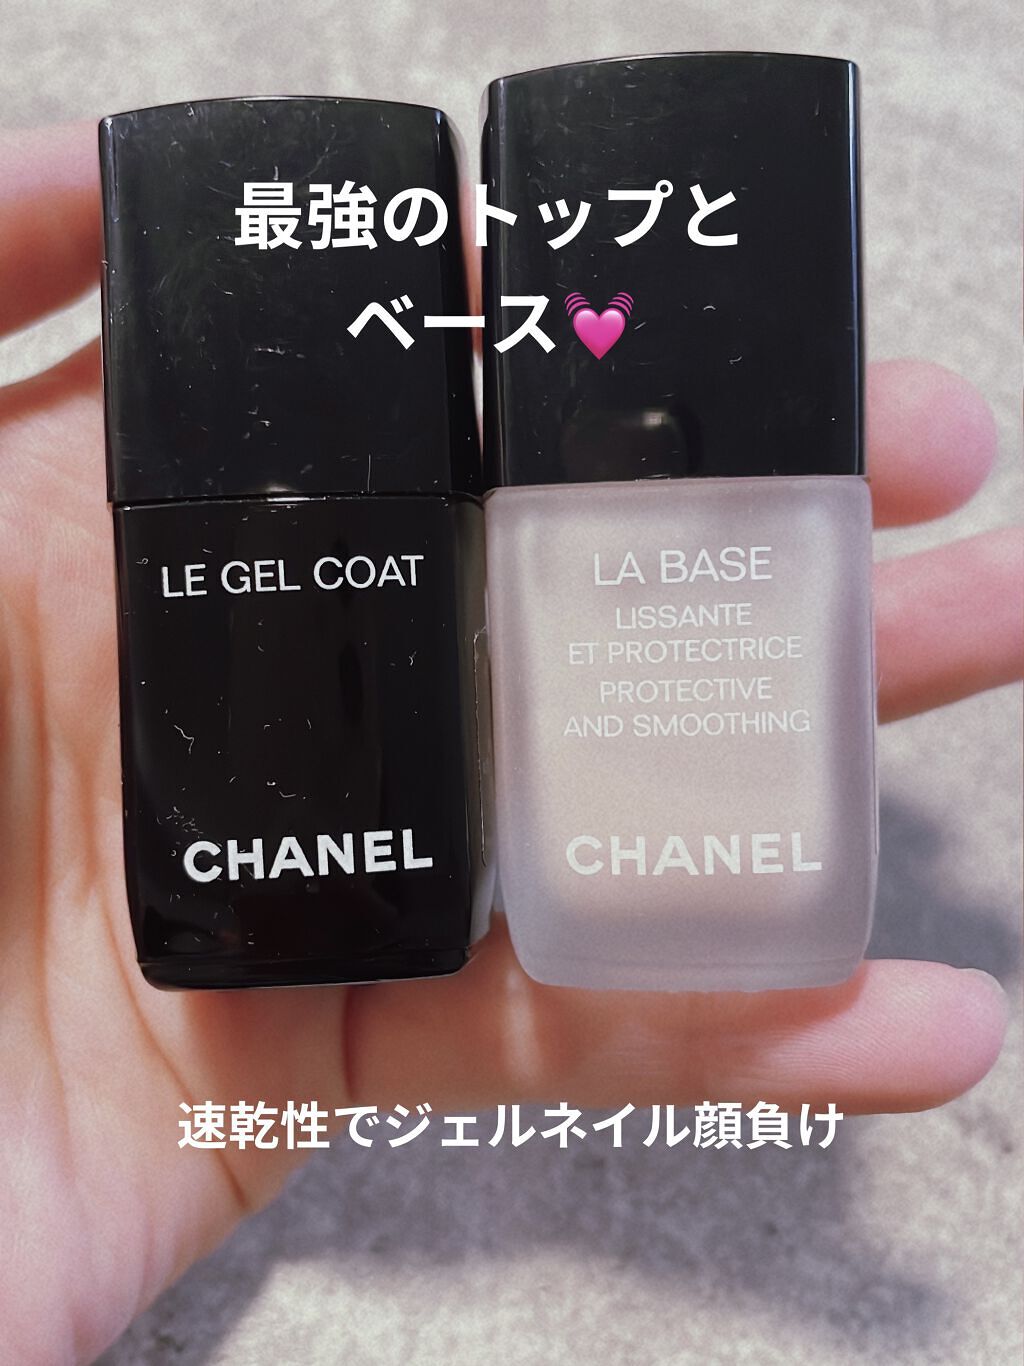 最強のトップと
ベース💓
LE GEL COAT
CHANEL
LA BASE
LISSANTE
ET PROTECTRICE
PROTECTIVE
AND SMOOTHING
CHANEL
速乾性でジェルネイル顔負け